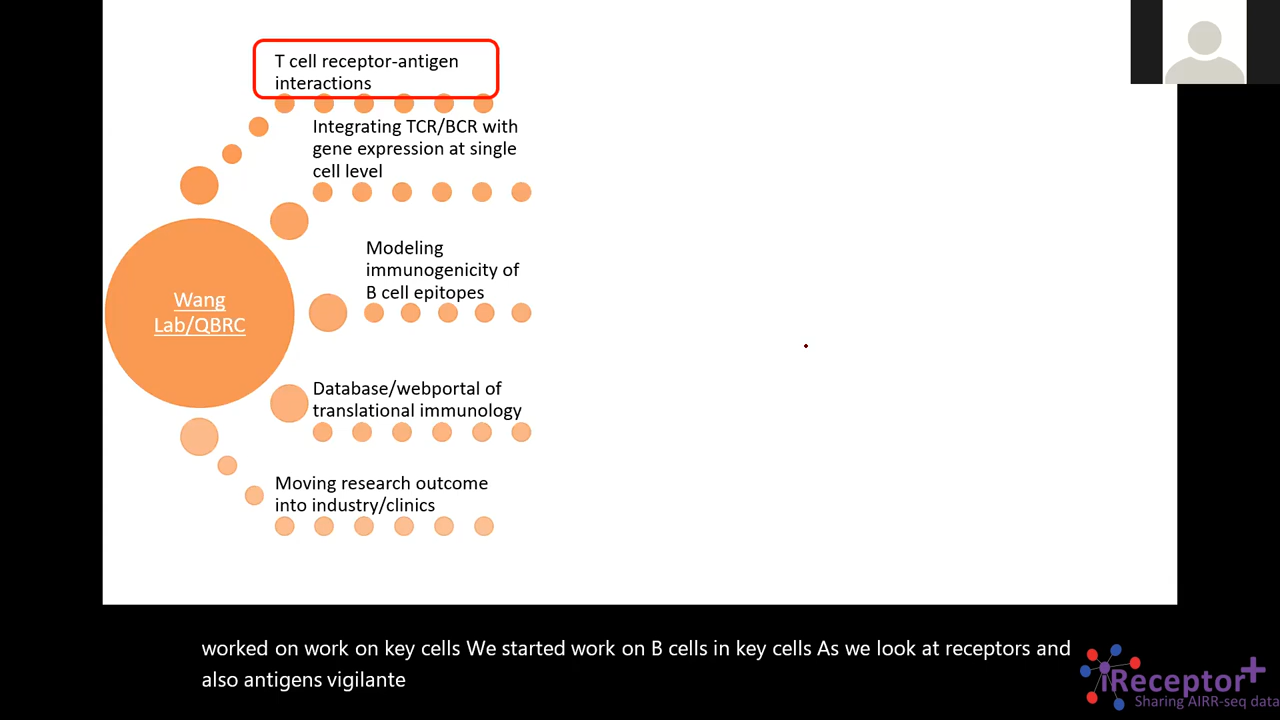 T cell receptor-antigen
interactions
Integrating TCR/BCR with
gene expression at single
cell level
Modeling
immunogenicity of
B cell epitopes
Wang
Lab/QBRC
Database/webportal of
translational immunology
Moving research outcome
into industry/clinics
worked on work on key cells We started work on B cells in key cells As we look at receptors and
also antigens vigilante
iReceptor+
Sharing AIRR-seq data